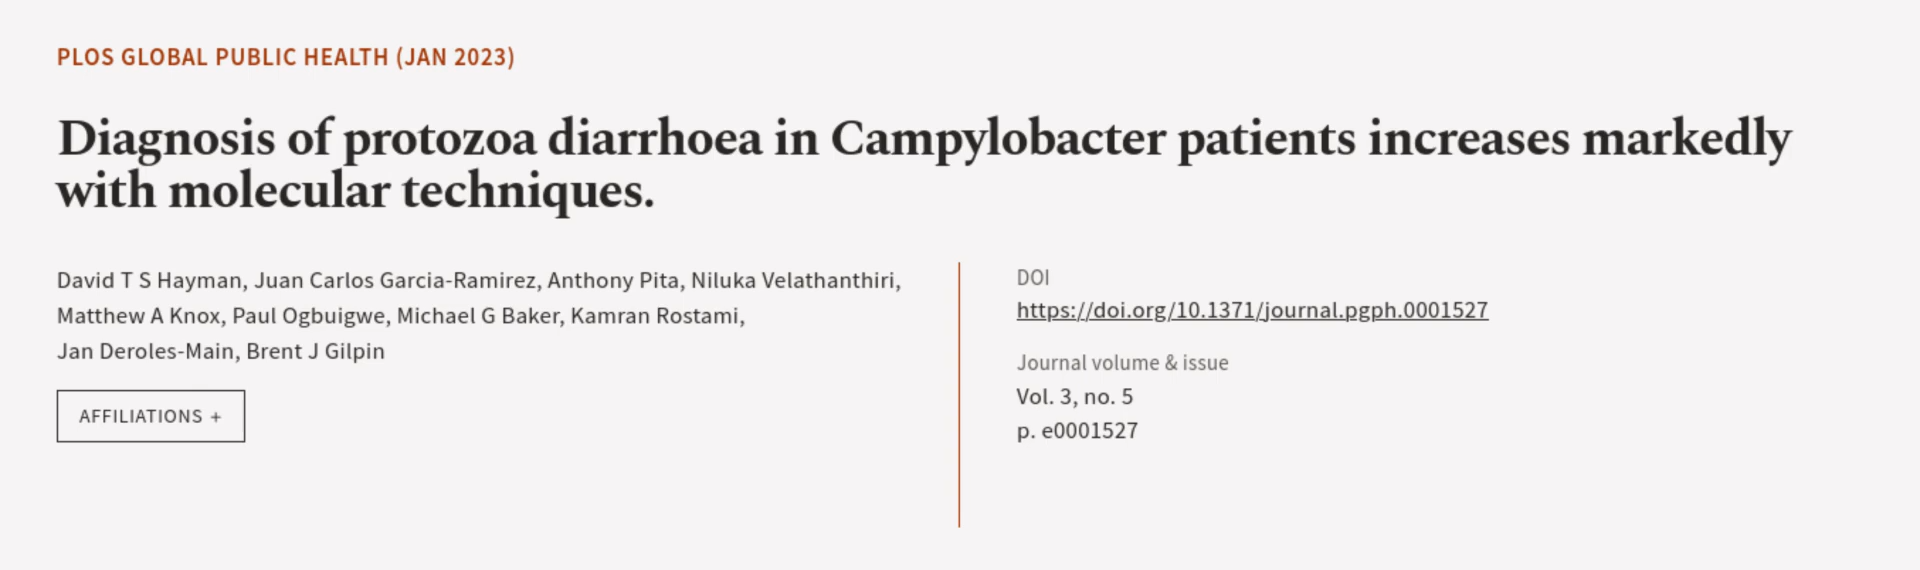 PLOS GLOBAL PUBLIC HEALTH (JAN 2023)
Diagnosis of protozoa diarrhoea in Campylobacter patients increases markedly
with molecular techniques.
David T S Hayman, Juan Carlos Garcia-Ramirez, Anthony Pita, Niluka Velathanthiri,
Matthew A Knox, Paul Ogbuigwe, Michael G Baker, Kamran Rostami,
Jan Deroles-Main, Brent J Gilpin
AFFILIATIONS +
DOI
https://doi.org/10.1371/journal.pgph.0001527
Journal volume & issue
Vol. 3, no. 5
p. e0001527